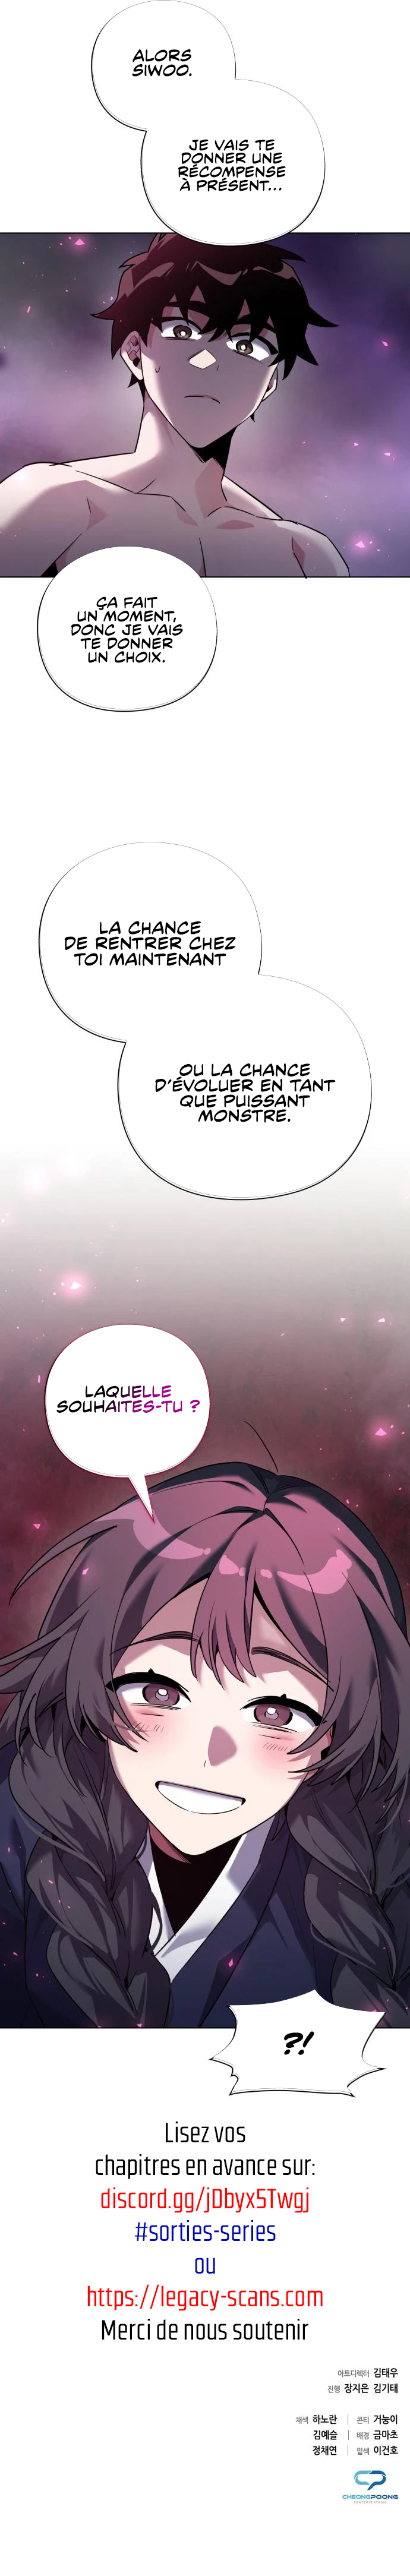 ALORS
SIWOO.
JE VAIS TE
DONNER UNE
RÉCOMPENSE
À PRÉSENT...
ÇA FAIT
UN MOMENT,
DONC JE VAIS
TE DONNER
UN CHOIX.
LA CHANCE
DE RENTRER CHEZ
TOI MAINTENANT
OU LA CHANCE
D'ÉVOLUER EN TANT
QUE PUISSANT
MONSTRE.
LAQUELLE
SOUHAITES-TU ?
?!
Lisez vos
chapitres en avance sur:
discord.gg/jDbyx5Twgj
#sorties-series
ou
https://legacy-scans.com
Merci de nous soutenir
아트디렉터 김태우
진행 장지은 김기태
채색 하노란 | 콘티 거눙이
김예슬 | 배경 금마초
정채연 | 밑색 이건호
CHEONGPOONG